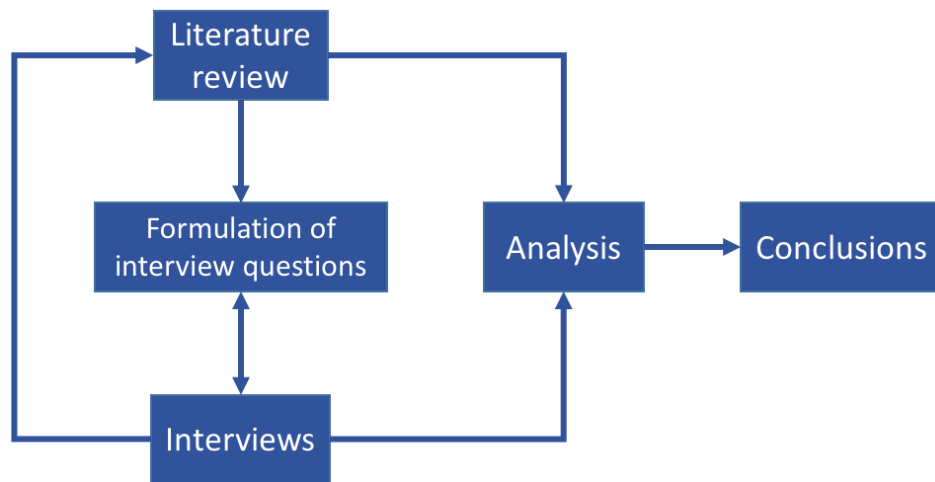 Literature
review
Formulation of
interview questions
Analysis
Conclusions
Interviews